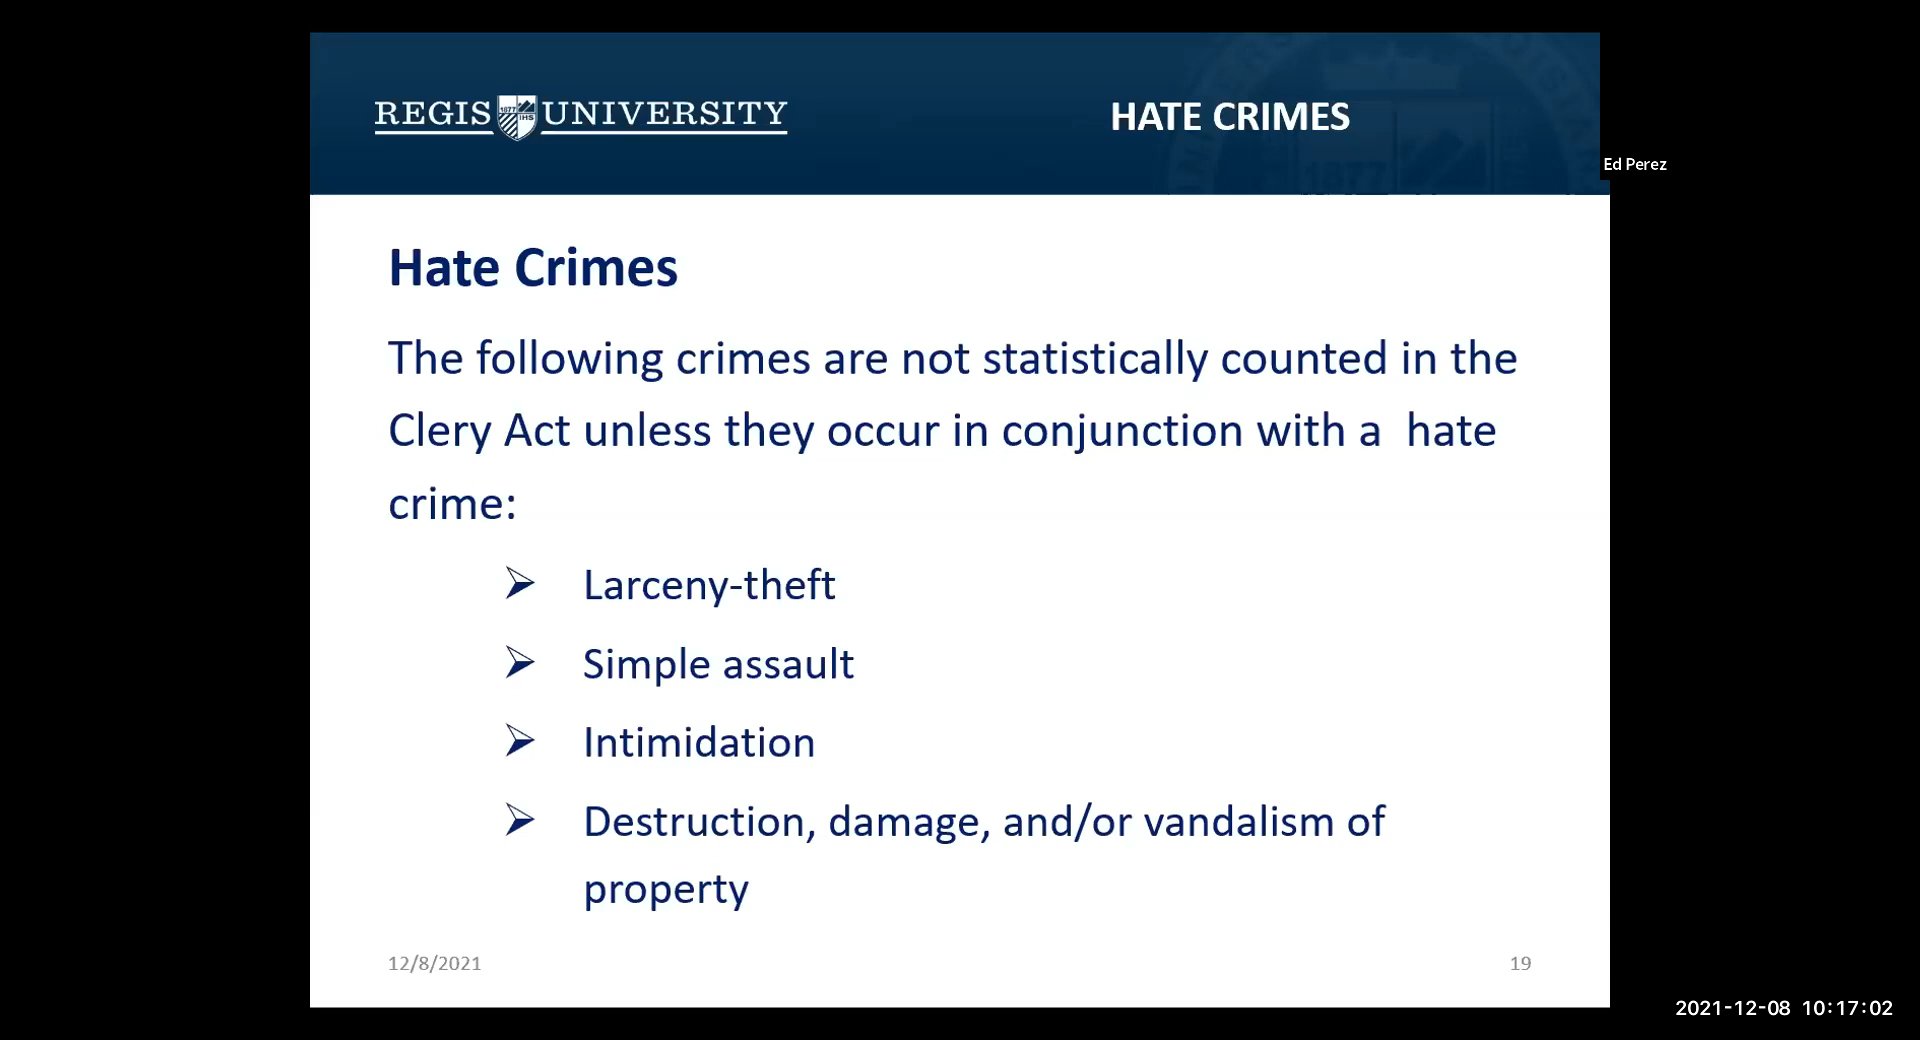 REGIS UNIVERSITY
1877
IHS
HATE CRIMES
Ed Perez
Hate Crimes
The following crimes are not statistically counted in the
Clery Act unless they occur in conjunction with a  hate
crime:
➢ Larceny-theft
➢ Simple assault
➢ Intimidation
➢ Destruction, damage, and/or vandalism of
property
12/8/2021
19
2021-12-08 10:17:02